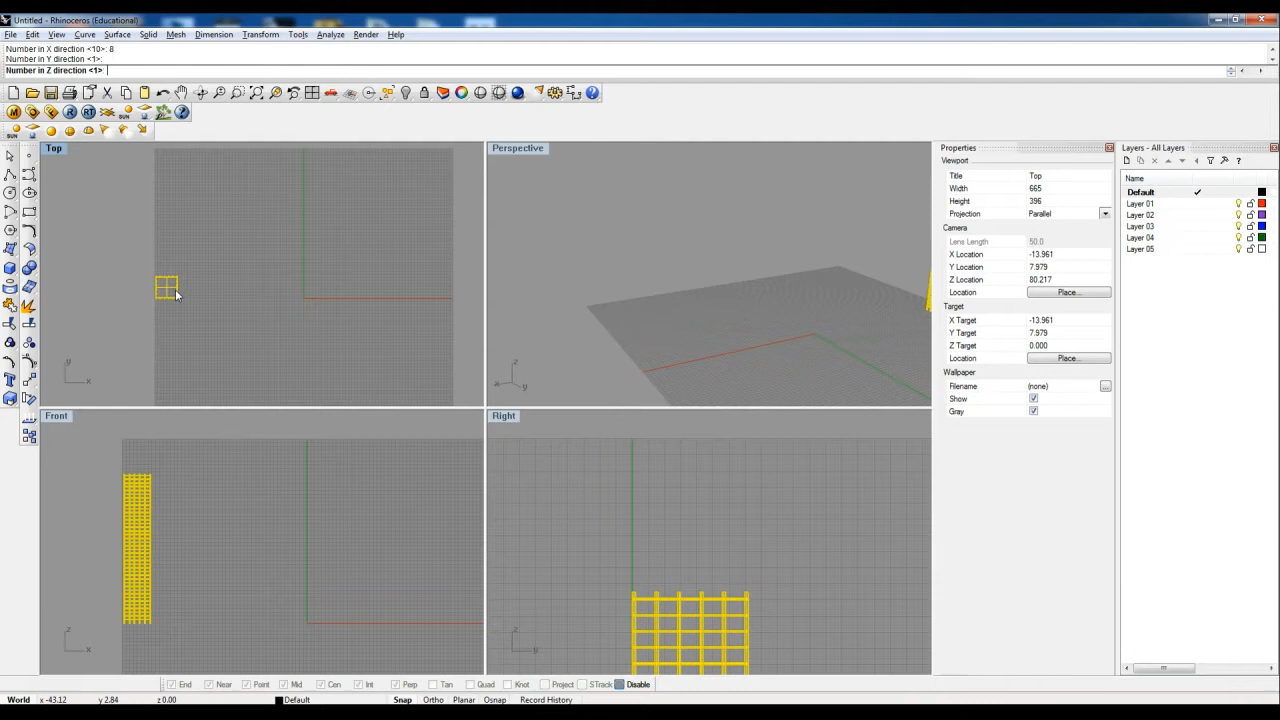 Untitled - Rhinoceros (Educational)
File Edit View Curve Surface Solid Mesh Dimension Transform Tools Analyze Render Help
Number in X direction <10>: 8
Number in Y direction <1>:
Number in Z direction <1>:
Top
Perspective
Front
Right
Properties
Viewport
Title Top
Width 665
Height 396
Projection Parallel
Camera
Lens Length 50.0
X Location -13.961
Y Location 7.979
Z Location 80.217
Location Place...
Target
X Target -13.961
Y Target 7.979
Z Target 0.000
Location Place...
Wallpaper
Filename (none) ...
Show
Gray
Layers - All Layers
Name
Default
Layer 01
Layer 02
Layer 03
Layer 04
Layer 05
y x
z y x
z x
z y
End Near Point Mid Cen Int Perp Tan Quad Knot Project STrack Disable
World x -43.12 y 2.84 z 0.00 Default Snap Ortho Planar Osnap Record History